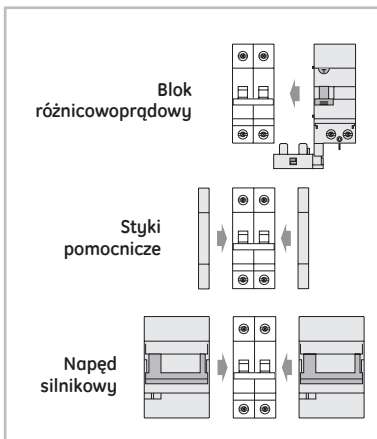 Blok
różnicowoprądowy
Styki
pomocnicze
Napęd
silnikowy